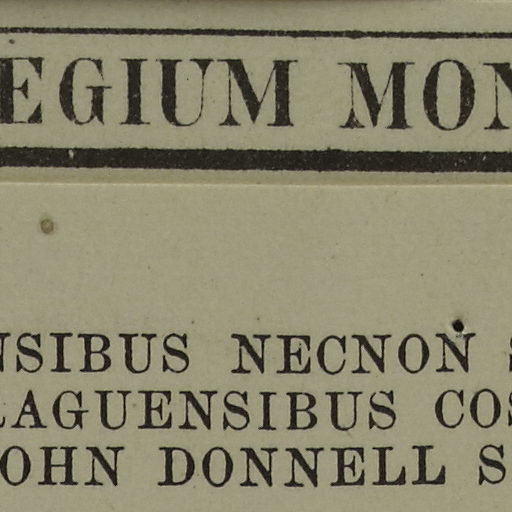 EGIUM MON
NSIBUS NECNON S
LAGUENSIBUS COS
OHN DONNELL S